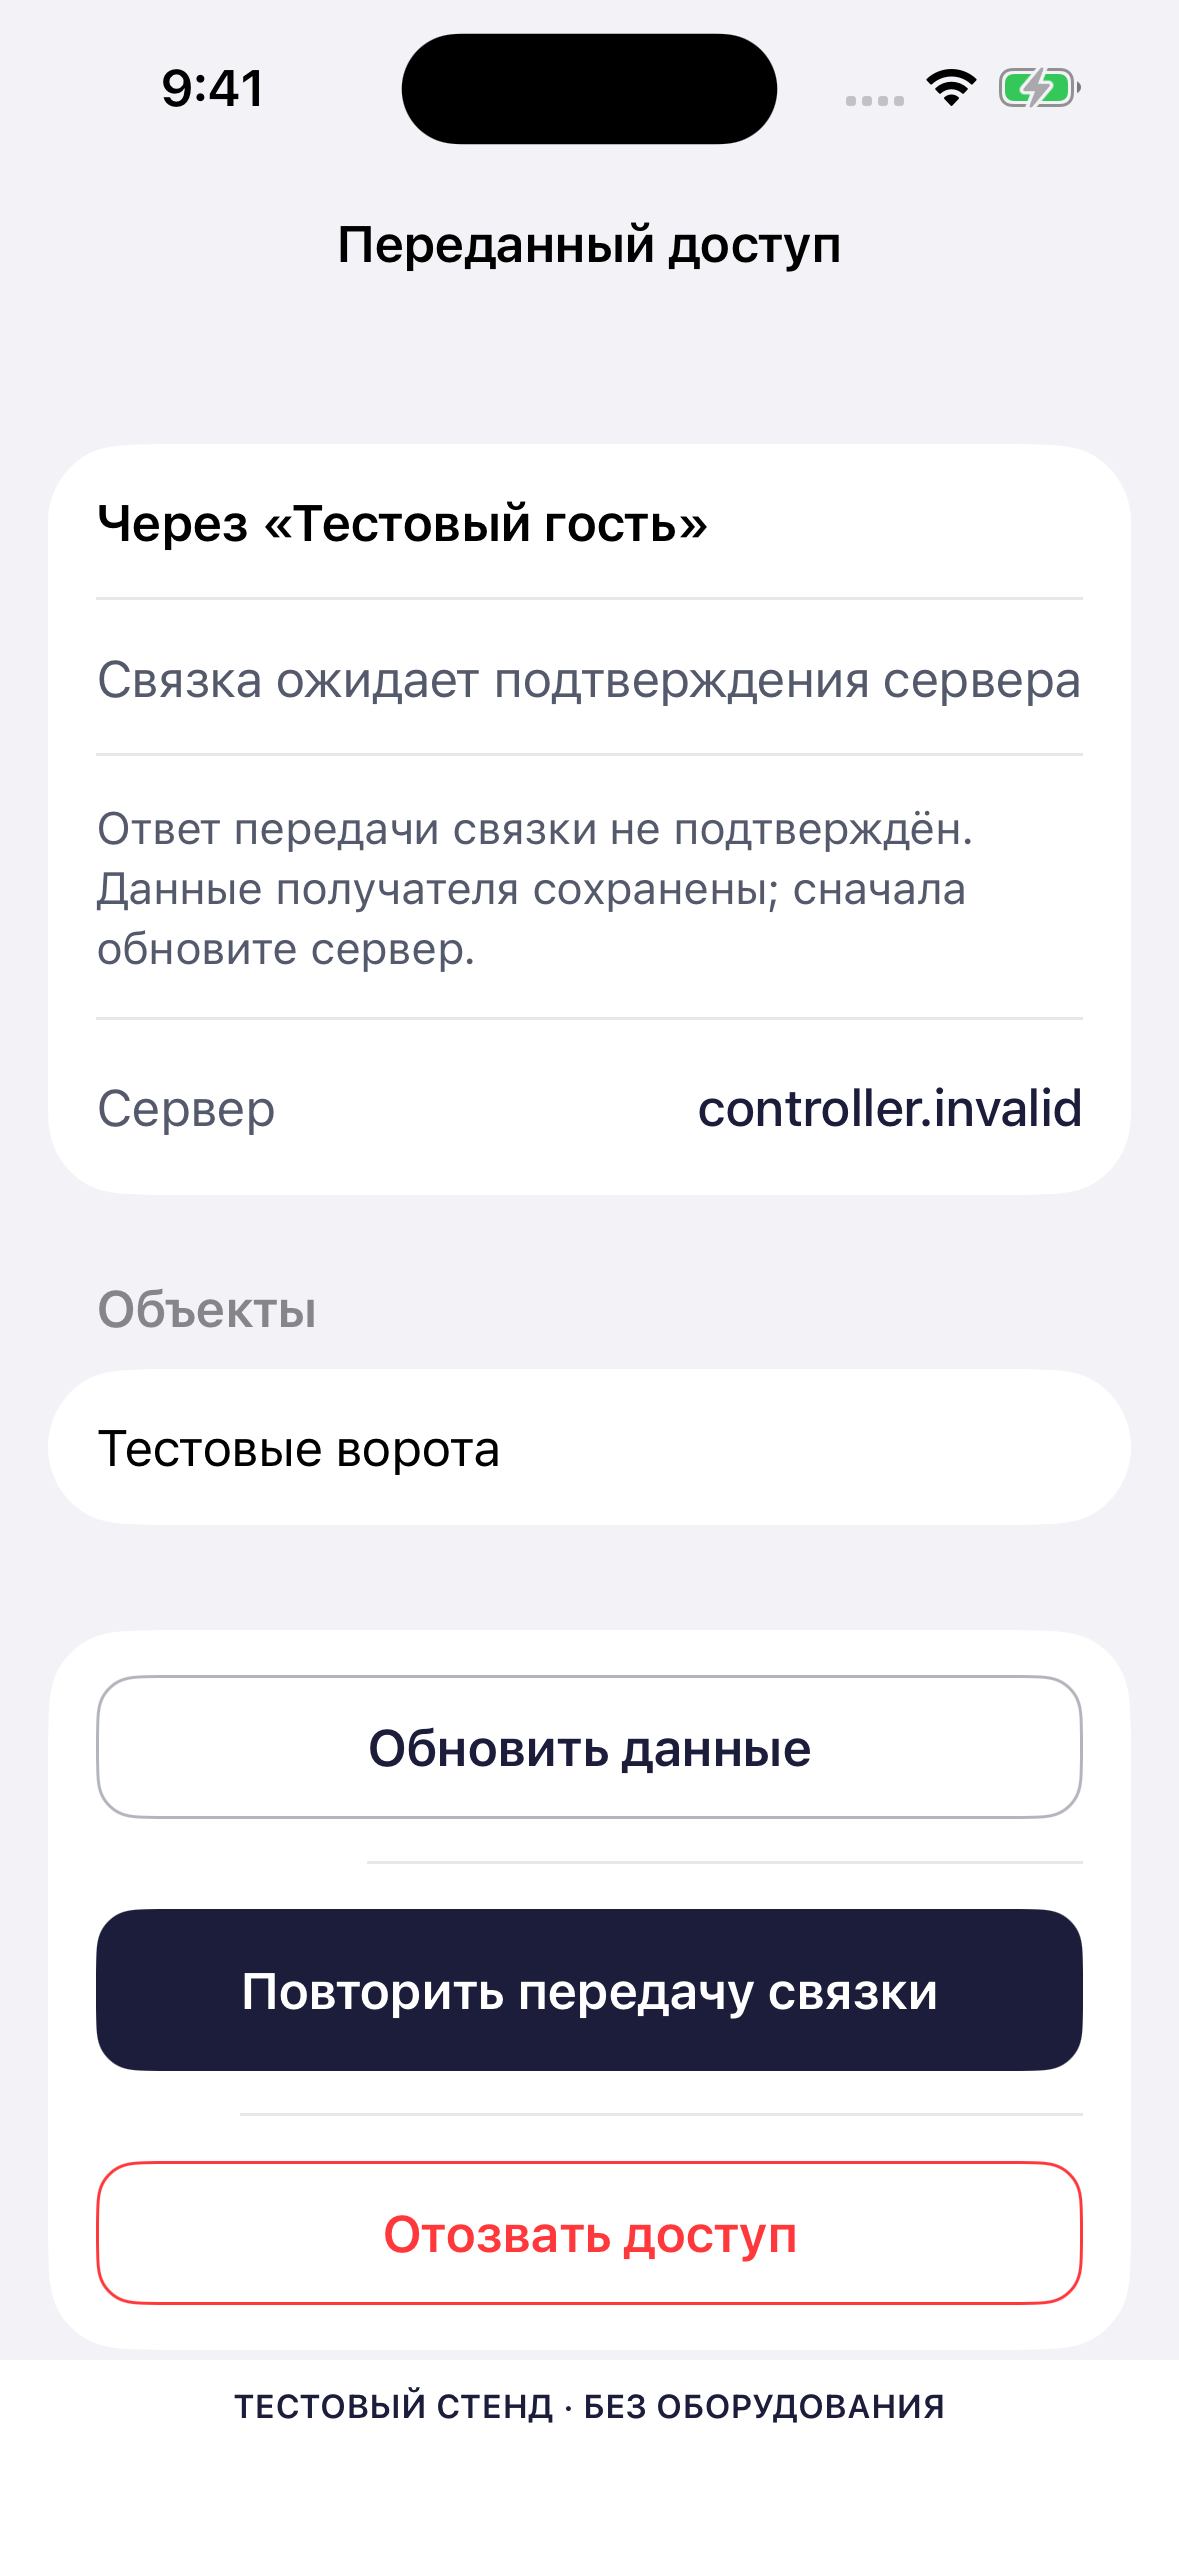 9:41
Переданный доступ
Через «Тестовый гость»
Связка ожидает подтверждения сервера
Ответ передачи связки не подтверждён.
Данные получателя сохранены; сначала
обновите сервер.
Сервер controller.invalid
Объекты
Тестовые ворота
Обновить данные
Повторить передачу связки
Отозвать доступ
ТЕСТОВЫЙ СТЕНД · БЕЗ ОБОРУДОВАНИЯ